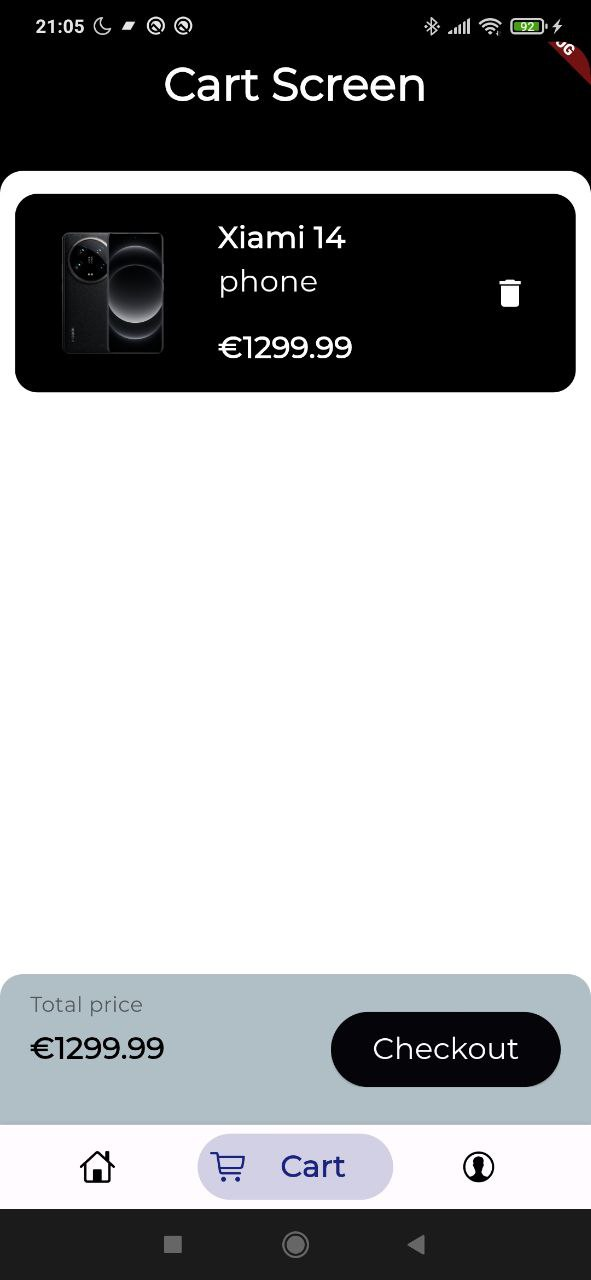 21:05
92
Cart Screen
Xiami 14
phone
€1299.99
Total price
€1299.99
Checkout
Cart